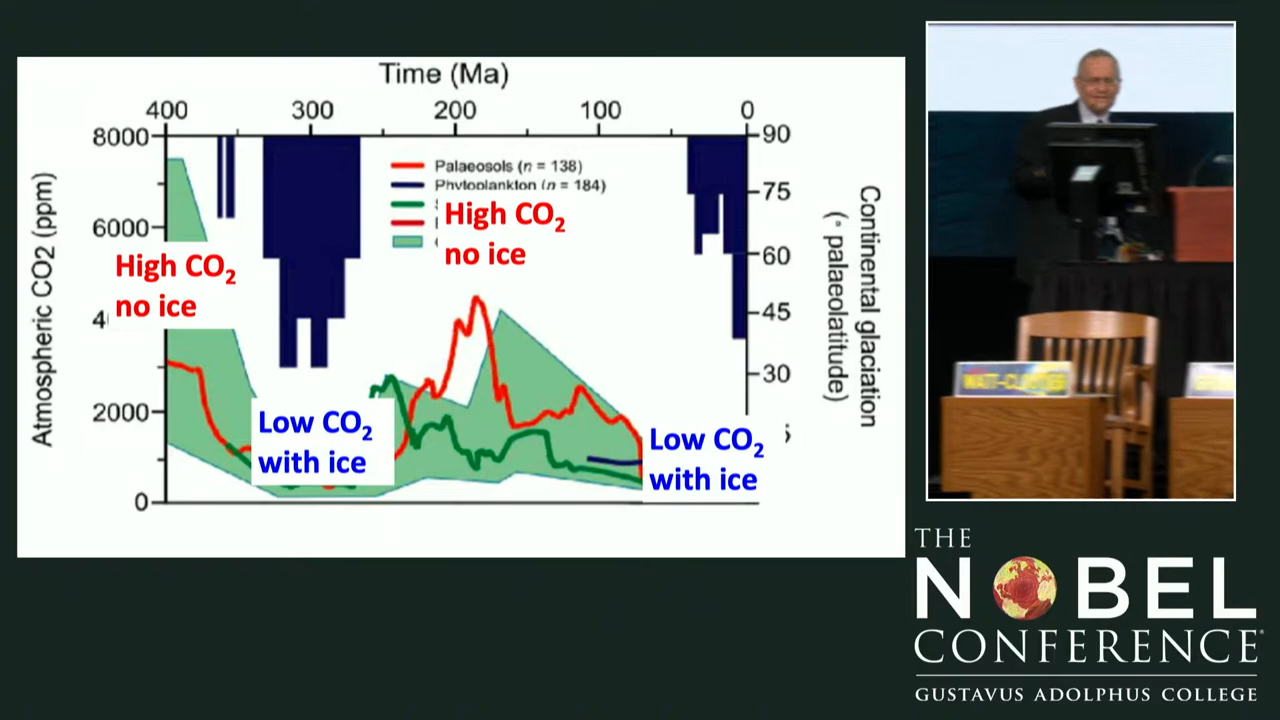 Time (Ma)
400 300 200 100 0
8000
6000
2000
0
90
75
60
45
30
Atmospheric CO2 (ppm)
Continental glaciation
(° palaeolatitude)
Palaeosols (n = 138)
Phytoplankton (n = 184)
High CO₂
no ice
High CO₂
no ice
Low CO₂
with ice
Low CO₂
with ice
THE
NOBEL
CONFERENCE®
GUSTAVUS ADOLPHUS COLLEGE